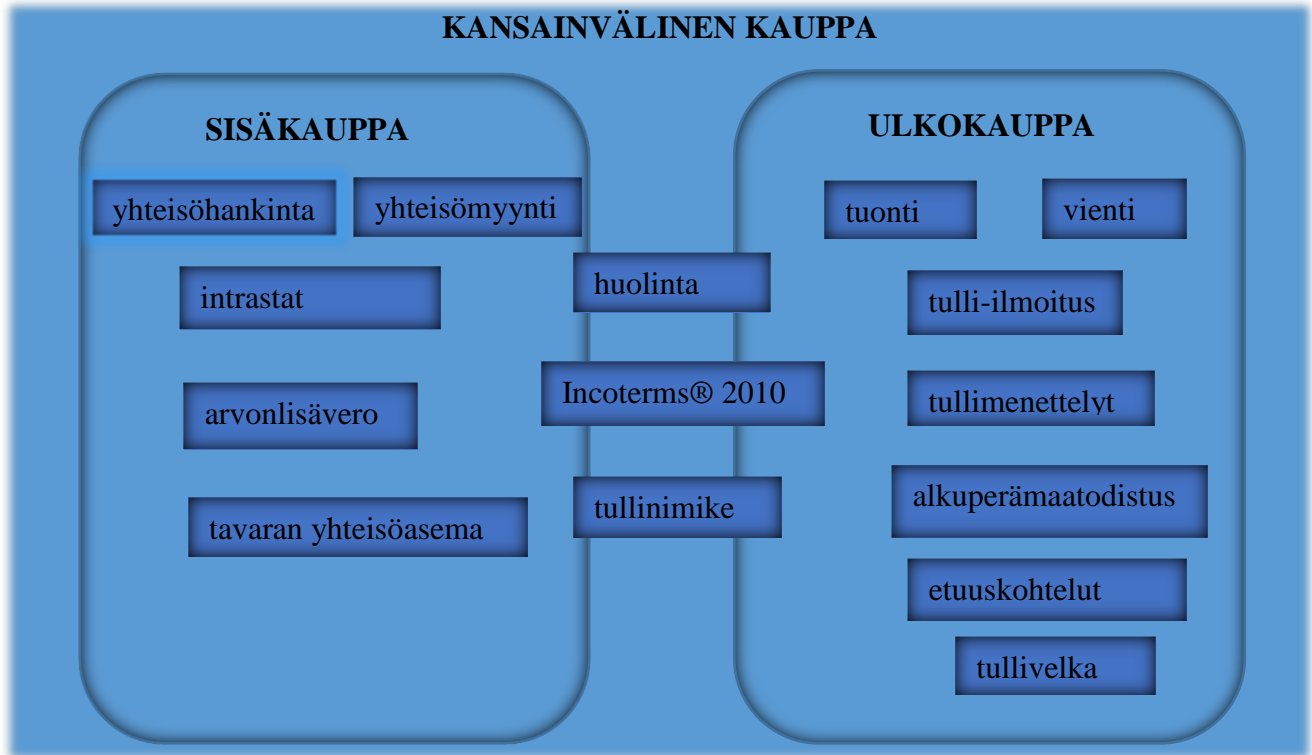 KANSAINVÄLINEN KAUPPA
SISÄKAUPPA
yhteisöhankinta
yhteisömyynti
intrastat
arvonlisävero
tavaran yhteisöasema
huolinta
Incoterms® 2010
tullinimike
ULKOKAUPPA
tuonti
vienti
tulli-ilmoitus
tullimenettelyt
alkuperämaatodistus
etuuskohtelut
tullivelka